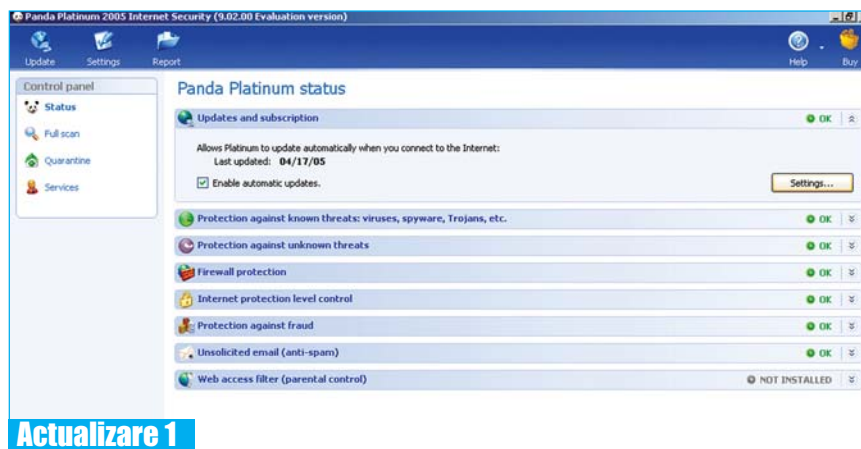 Panda Platinum 2005 Internet Security (9.02.00 Evaluation version)
Update Settings Report Help Buy
Control panel
Status
Full scan
Quarantine
Services
Panda Platinum status
Updates and subscription OK
Allows Platinum to update automatically when you connect to the Internet:
Last updated: 04/17/05
Enable automatic updates.
Settings...
Protection against known threats: viruses, spyware, Trojans, etc. OK
Protection against unknown threats OK
Firewall protection OK
Internet protection level control OK
Protection against fraud OK
Unsolicited email (anti-spam) OK
Web access filter (parental control) NOT INSTALLED
Actualizare 1